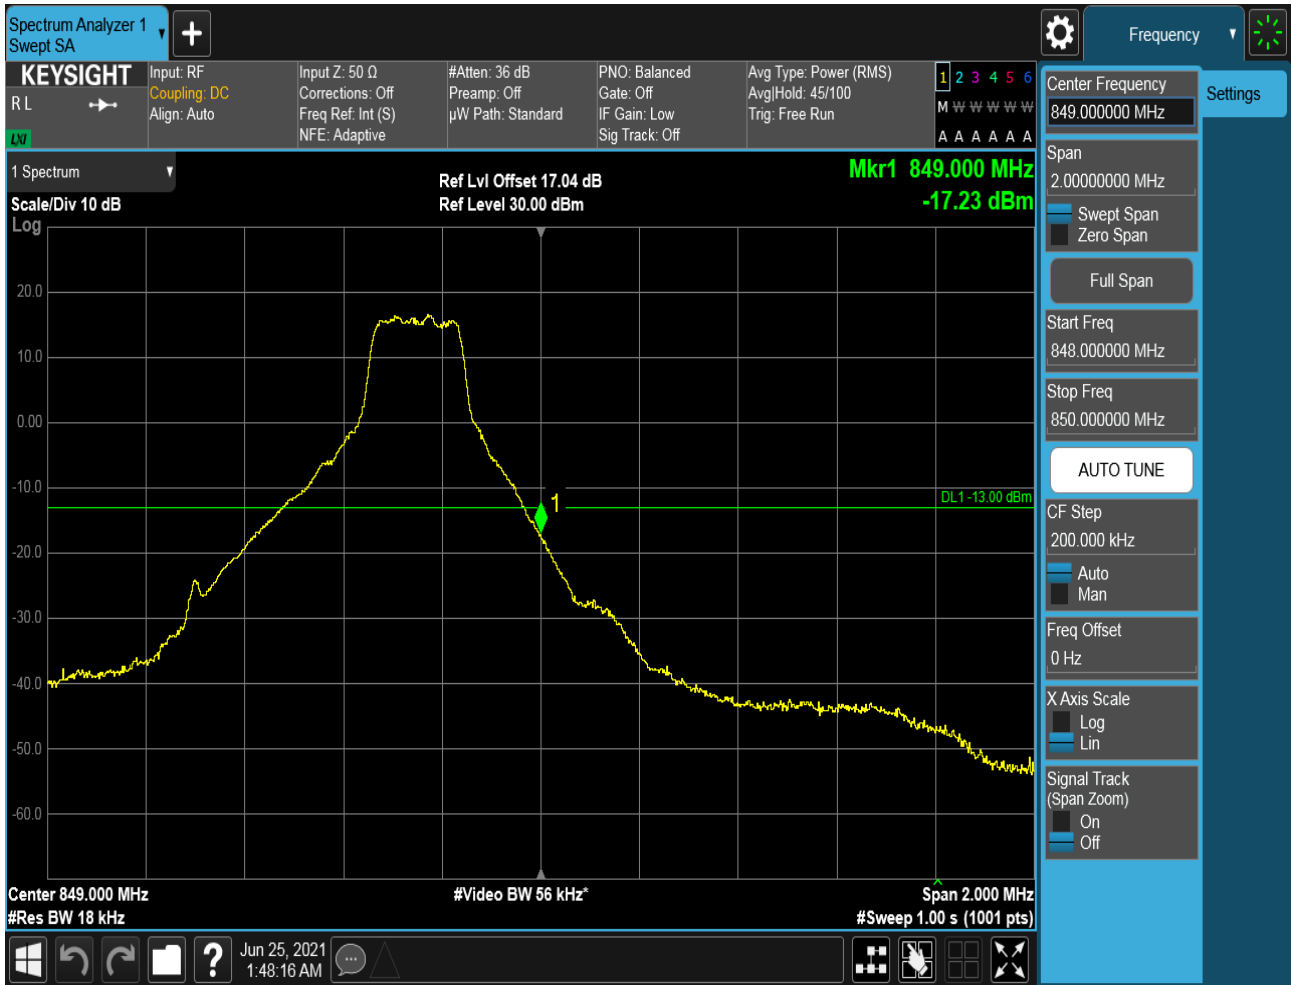 Spectrum Analyzer 1
Swept SA
+
Frequency
KEYSIGHT
R L
LXI
Input: RF
Coupling: DC
Align: Auto
Input Z: 50 Ω
Corrections: Off
Freq Ref: Int (S)
NFE: Adaptive
#Atten: 36 dB
Preamp: Off
µW Path: Standard
PNO: Balanced
Gate: Off
IF Gain: Low
Sig Track: Off
Avg Type: Power (RMS)
Avg|Hold: 45/100
Trig: Free Run
1 2 3 4 5 6
M W W W W W
A A A A A A
1 Spectrum
Scale/Div 10 dB
Log
Ref Lvl Offset 17.04 dB
Ref Level 30.00 dBm
Mkr1 849.000 MHz
-17.23 dBm
20.0
10.0
0.00
-10.0
-20.0
-30.0
-40.0
-50.0
-60.0
1
DL1 -13.00 dBm
Center 849.000 MHz
#Res BW 18 kHz
#Video BW 56 kHz*
Span 2.000 MHz
#Sweep 1.00 s (1001 pts)
Center Frequency
849.000000 MHz
Settings
Span
2.00000000 MHz
Swept Span
Zero Span
Full Span
Start Freq
848.000000 MHz
Stop Freq
850.000000 MHz
AUTO TUNE
CF Step
200.000 kHz
Auto
Man
Freq Offset
0 Hz
X Axis Scale
Log
Lin
Signal Track
(Span Zoom)
On
Off
?
Jun 25, 2021
1:48:16 AM